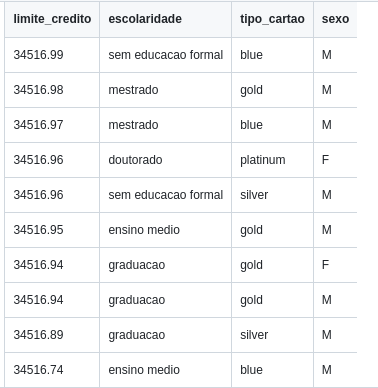 limite_credito escolaridade tipo_cartao sexo
34516.99 sem educacao formal blue M
34516.98 mestrado gold M
34516.97 mestrado blue M
34516.96 doutorado platinum F
34516.96 sem educacao formal silver M
34516.95 ensino medio gold M
34516.94 graduacao gold F
34516.94 graduacao gold M
34516.89 graduacao silver M
34516.74 ensino medio blue M